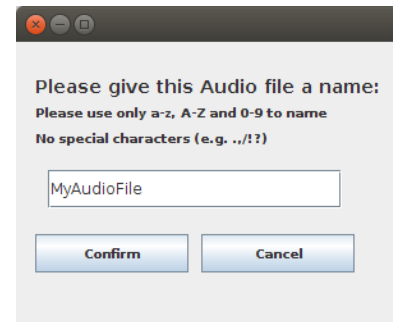 Please give this Audio file a name:
Please use only a-z, A-Z and 0-9 to name
No special characters (e.g. .,/!?)
MyAudioFile
Confirm Cancel